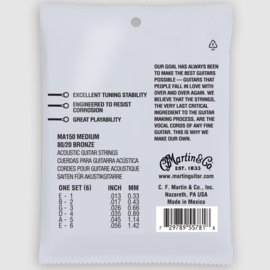 OUR GOAL HAS ALWAYS
BEEN TO MAKE THE
BEST GUITARS
POSSIBLE — GUITARS THAT
PEOPLE FALL IN LOVE WITH
OVER AND OVER AGAIN. WE
BELIEVE THAT THE STRINGS,
THE VERY LAST CRITICAL
INGREDIENT ADDED IN THE
MAKING PROCESS, ARE THE
VOCAL CORDS OF ANY FINE
GUITAR. THIS IS WHY WE
MAKE OUR OWN.
EXCELLENT TUNING STABILITY
ENGINEERED TO RESIST
CORROSION
GREAT PLAYABILITY
MA150 MEDIUM
80/20 BRONZE
ACOUSTIC GUITAR STRINGS
CUERDAS PARA GUITARRA ACÚSTICA
CORDES POUR GUITARE ACOUSTIQUE
SAITEN FÜR AKUSTIKGITARRE
ONE SET (6) INCH MM
E - 1 .013 0.33
B - 2 .017 0.43
G - 3 .026 0.66
D - 4 .035 0.89
A - 5 .045 1.14
E - 6 .056 1.42
Martin & Co
EST. 1833
www.martinguitar.com
C. F. Martin & Co., Inc.
Nazareth, PA USA
Made in Mexico
7 29789 55781 8